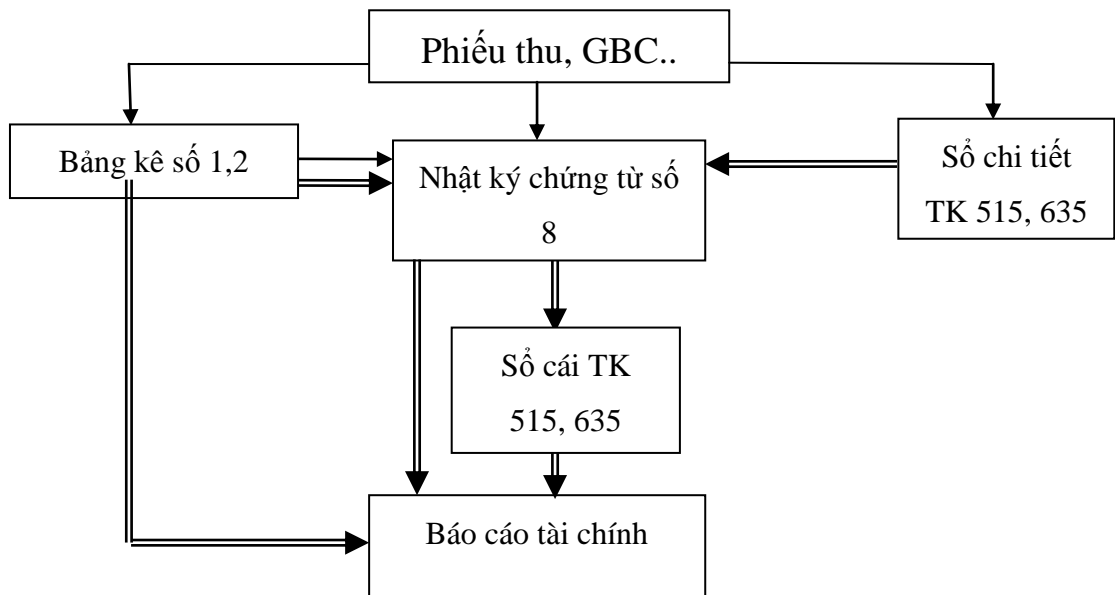 Phiếu thu, GBC..
Bảng kê số 1,2
Nhật ký chứng từ số
8
Sổ chi tiết
TK 515, 635
Sổ cái TK
515, 635
Báo cáo tài chính